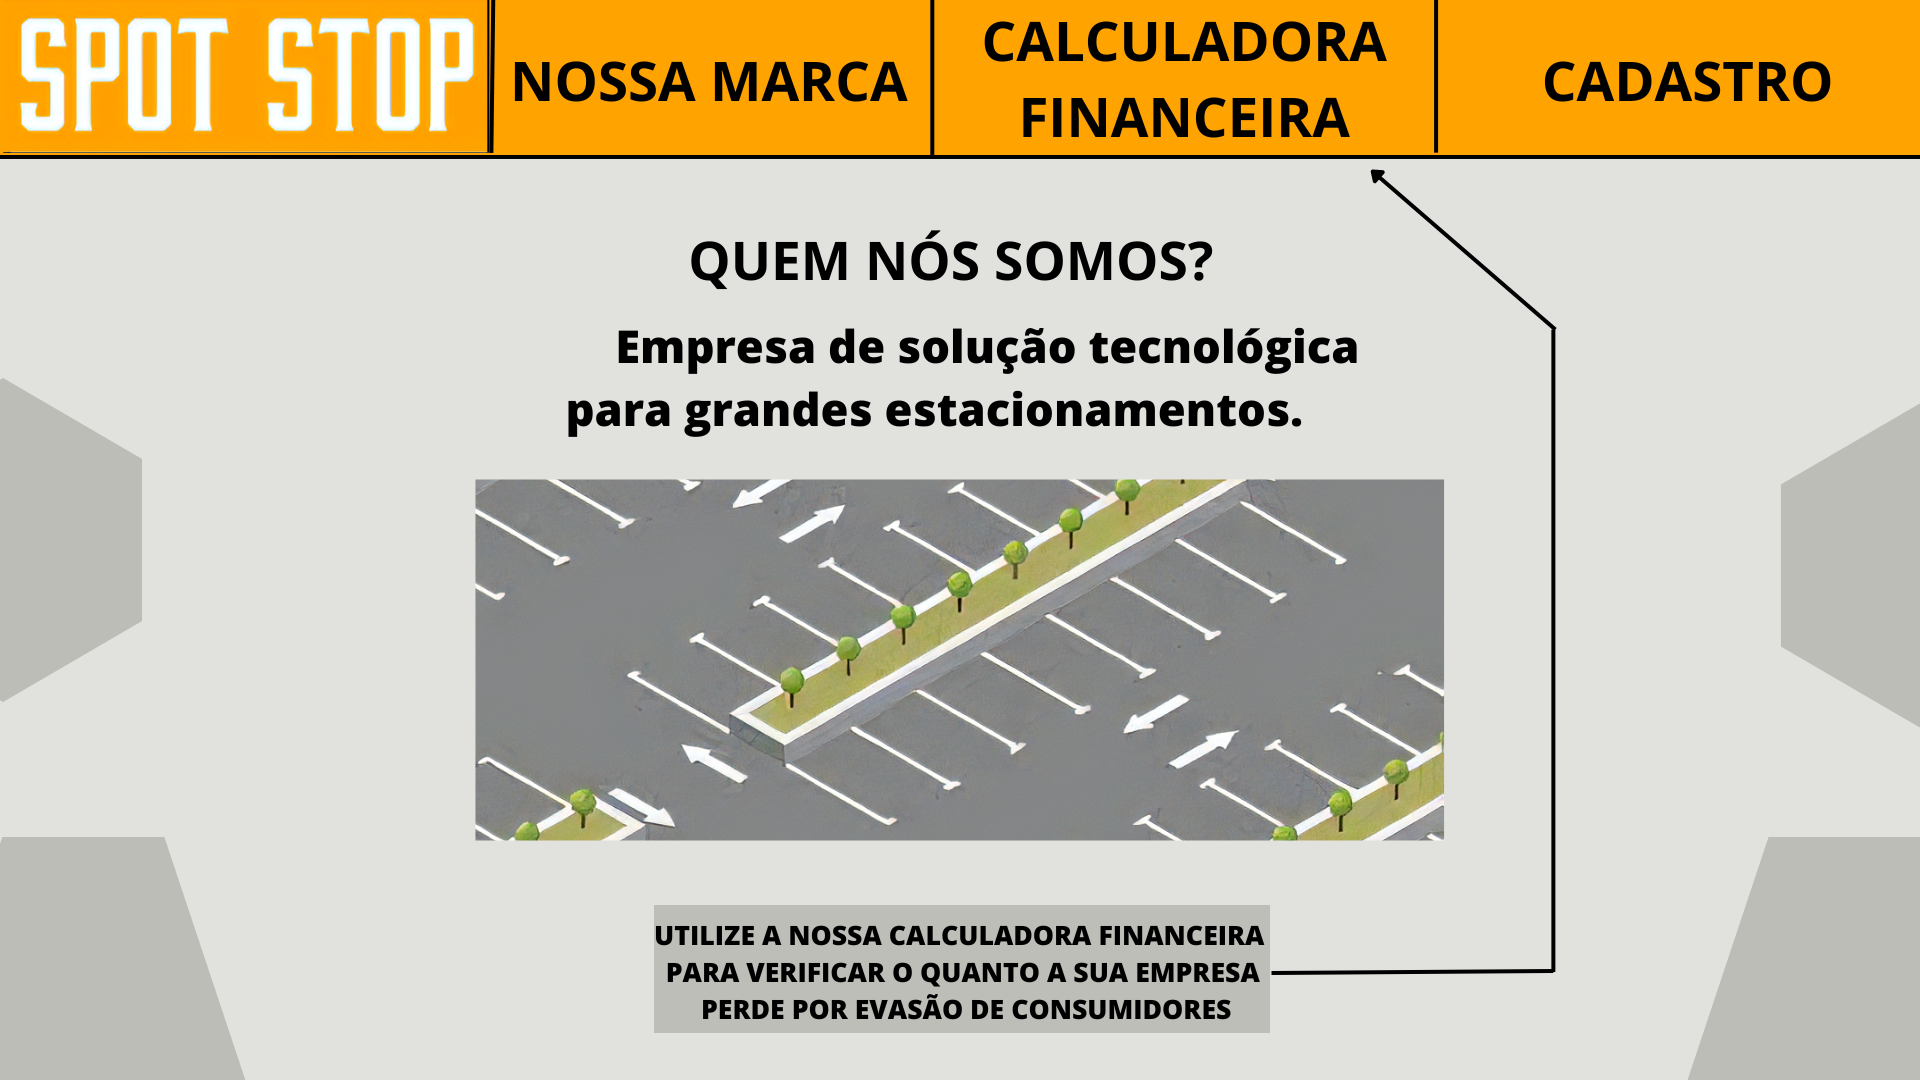 SPOT STOP
NOSSA MARCA
CALCULADORA
FINANCEIRA
CADASTRO
QUEM NÓS SOMOS?
Empresa de solução tecnológica
para grandes estacionamentos.
UTILIZE A NOSSA CALCULADORA FINANCEIRA
PARA VERIFICAR O QUANTO A SUA EMPRESA
PERDE POR EVASÃO DE CONSUMIDORES